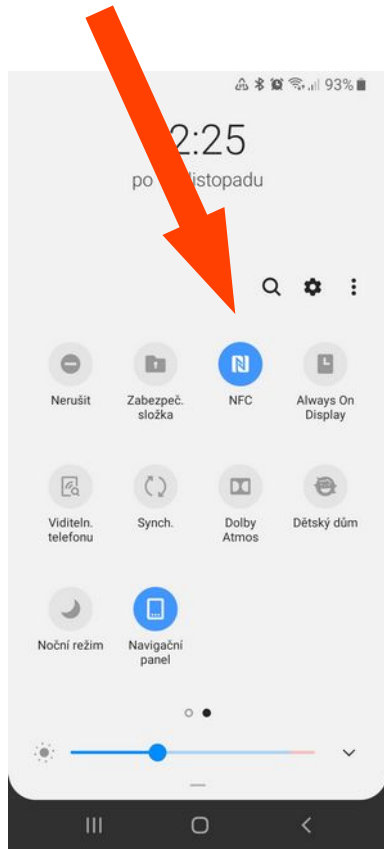 93%
2:25
po
listopadu
Nerušit
Zabezpeč.
složka
NFC
Always On
Display
Viditeln.
telefonu
Synch.
Dolby
Atmos
Dětský dům
Noční režim
Navigační
panel